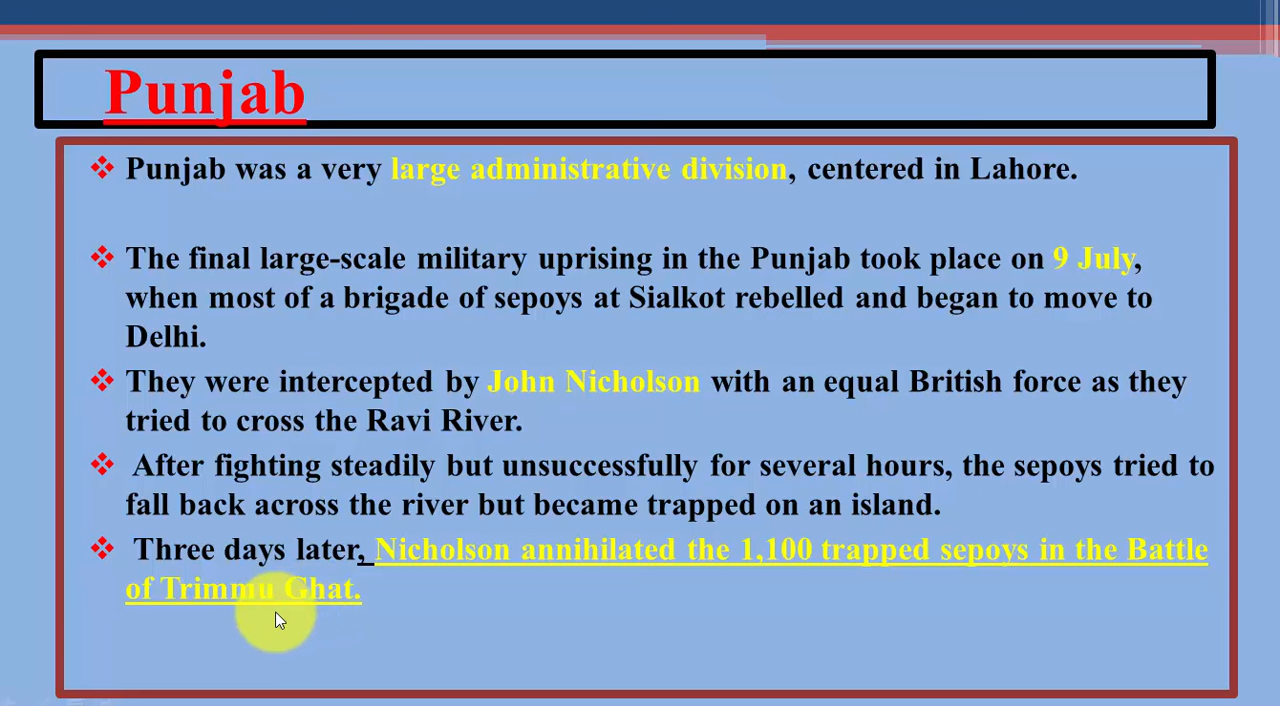 Punjab
❖ Punjab was a very large administrative division, centered in Lahore.
❖ The final large-scale military uprising in the Punjab took place on 9 July,
when most of a brigade of sepoys at Sialkot rebelled and began to move to
Delhi.
❖ They were intercepted by John Nicholson with an equal British force as they
tried to cross the Ravi River.
❖ After fighting steadily but unsuccessfully for several hours, the sepoys tried to
fall back across the river but became trapped on an island.
❖ Three days later, Nicholson annihilated the 1,100 trapped sepoys in the Battle
of Trimmu Ghat.